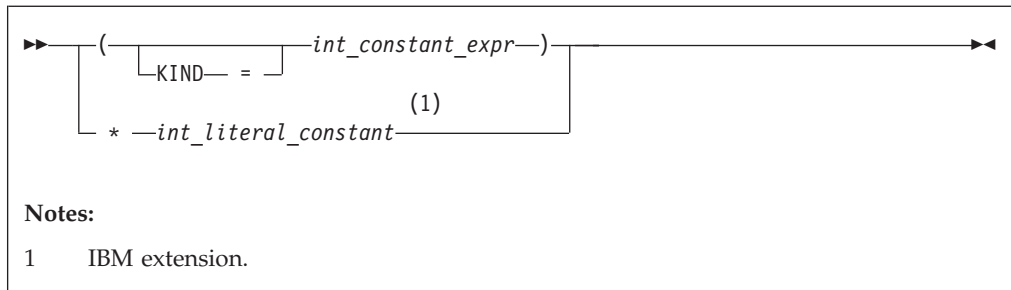 ( int_constant_expr )
KIND =
(1)
* int_literal_constant
Notes:
1 IBM extension.